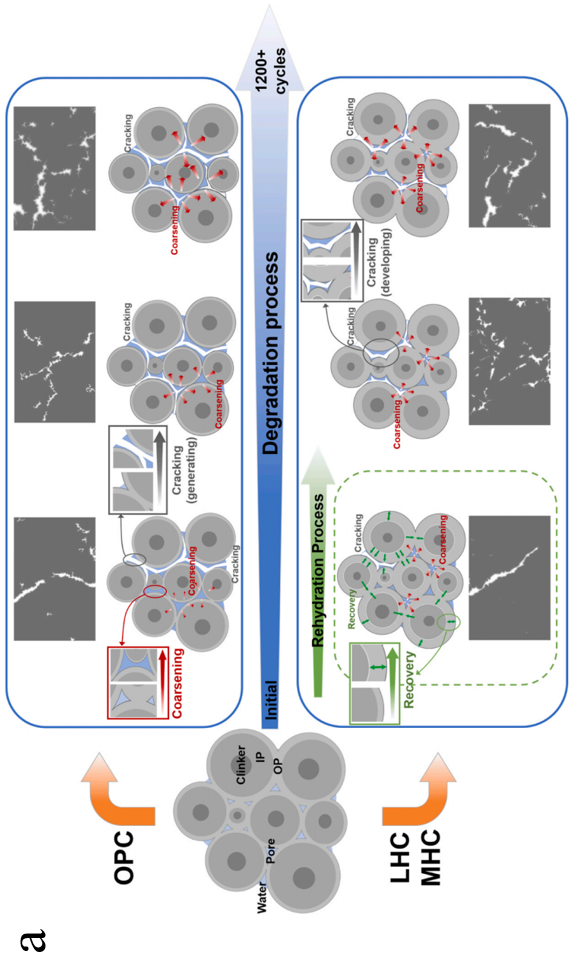 a
OPC
LHC
MHC
Water
Pore
Clinker
IP
OP
Initial
Degradation process
1200+
cycles
Coarsening
Coarsening
Cracking
Cracking
(generating)
Coarsening
Cracking
Cracking
Coarsening
Cracking
Rehydration Process
Recovery
Recovery
Cracking
Coarsening
Cracking
Coarsening
Cracking
(developing)
Cracking
Coarsening